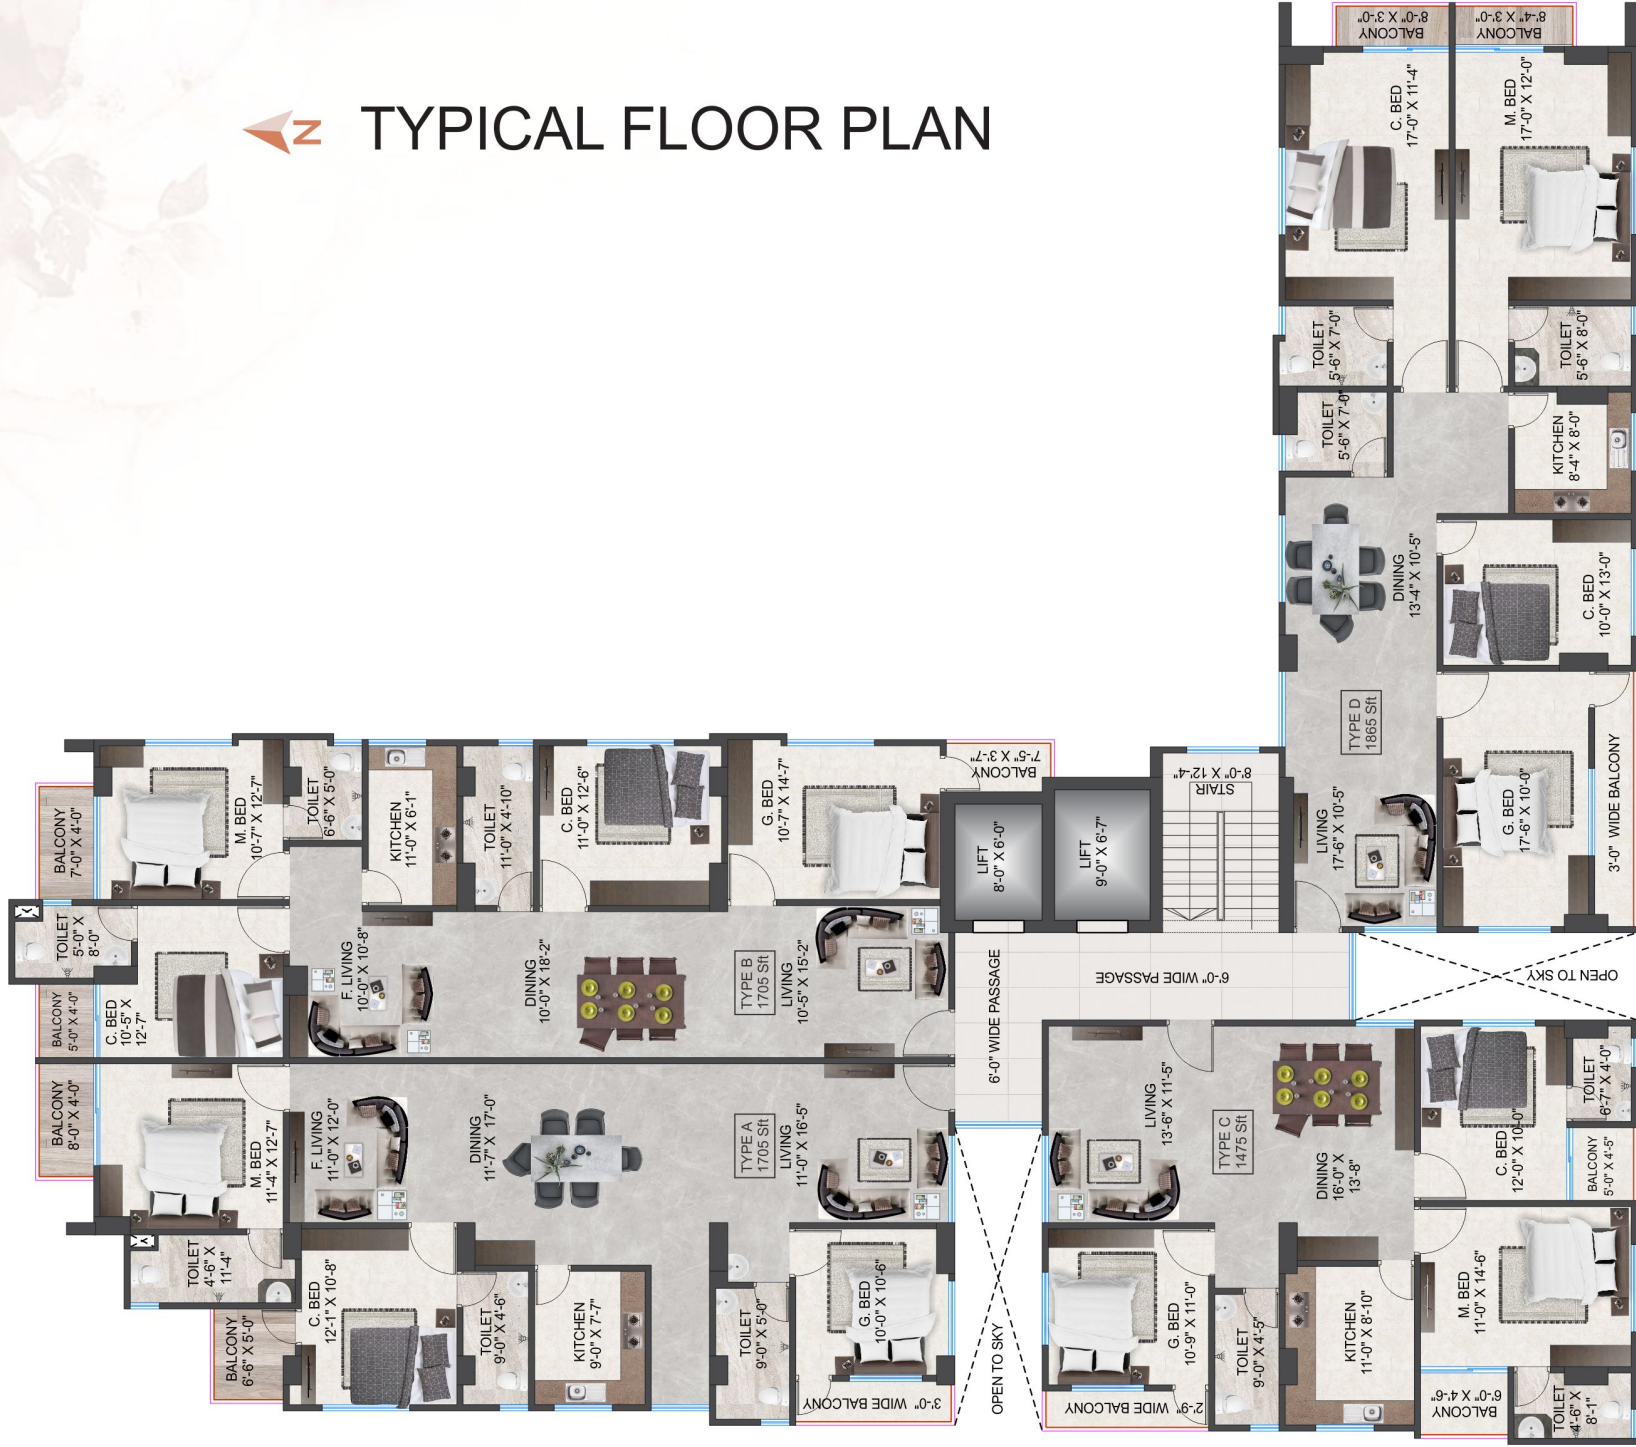 N
TYPICAL FLOOR PLAN
BALCONY
8'-0" X 3'-0"
BALCONY
8'-4" X 3'-0"
C. BED
17'-0" X 11'-4"
M. BED
17'-0" X 12'-0"
TOILET
5'-6" X 7'-0"
TOILET
5'-6" X 8'-0"
TOILET
5'-6" X 7'-0"
KITCHEN
8'-4" X 8'-0"
DINING
13'-4" X 10'-5"
C. BED
10'-0" X 13'-0"
TYPE D
1865 Sft
LIVING
17'-6" X 10'-5"
G. BED
17'-6" X 10'-0"
3'-0" WIDE BALCONY
OPEN TO SKY
STAIR
8'-0" X 12'-4"
LIFT
8'-0" X 6'-0"
LIFT
9'-0" X 6'-7"
6'-0" WIDE PASSAGE
6'-0" WIDE PASSAGE
BALCONY
7'-0" X 4'-0"
M. BED
10'-7" X 12'-7"
TOILET
6'-6" X 5'-0"
KITCHEN
11'-0" X 6'-1"
TOILET
11'-0" X 4'-10"
C. BED
11'-0" X 12'-6"
G. BED
10'-7" X 14'-7"
BALCONY
7'-5" X 3'-7"
TOILET
5'-0" X
8'-0"
BALCONY
5'-0" X 4'-0"
C. BED
10'-5" X
12'-7"
F. LIVING
10'-0" X 10'-8"
DINING
10'-0" X 18'-2"
TYPE B
1705 Sft
LIVING
10'-5" X 15'-2"
BALCONY
8'-0" X 4'-0"
M. BED
11'-4" X 12'-7"
F. LIVING
11'-0" X 12'-0"
DINING
11'-7" X 17'-0"
TYPE A
1705 Sft
LIVING
11'-0" X 16'-5"
TOILET
4'-6" X
11'-4"
BALCONY
6'-6" X 5'-0"
C. BED
12'-1" X 10'-8"
TOILET
9'-0" X 4'-6"
KITCHEN
9'-0" X 7'-7"
TOILET
9'-0" X 5'-0"
G. BED
10'-0" X 10'-6"
3'-0" WIDE BALCONY
OPEN TO SKY
LIVING
13'-6" X 11'-5"
TYPE C
1475 Sft
DINING
16'-0" X
13'-8"
C. BED
12'-0" X 10'-0"
TOILET
6'-7" X 4'-0"
BALCONY
5'-0" X 4'-5"
G. BED
10'-9" X 11'-0"
2'-9" WIDE BALCONY
TOILET
9'-0" X 4'-5"
KITCHEN
11'-0" X 8'-10"
M. BED
11'-0" X 14'-6"
BALCONY
6'-0" X 4'-6"
TOILET
4'-6" X
8'-1"